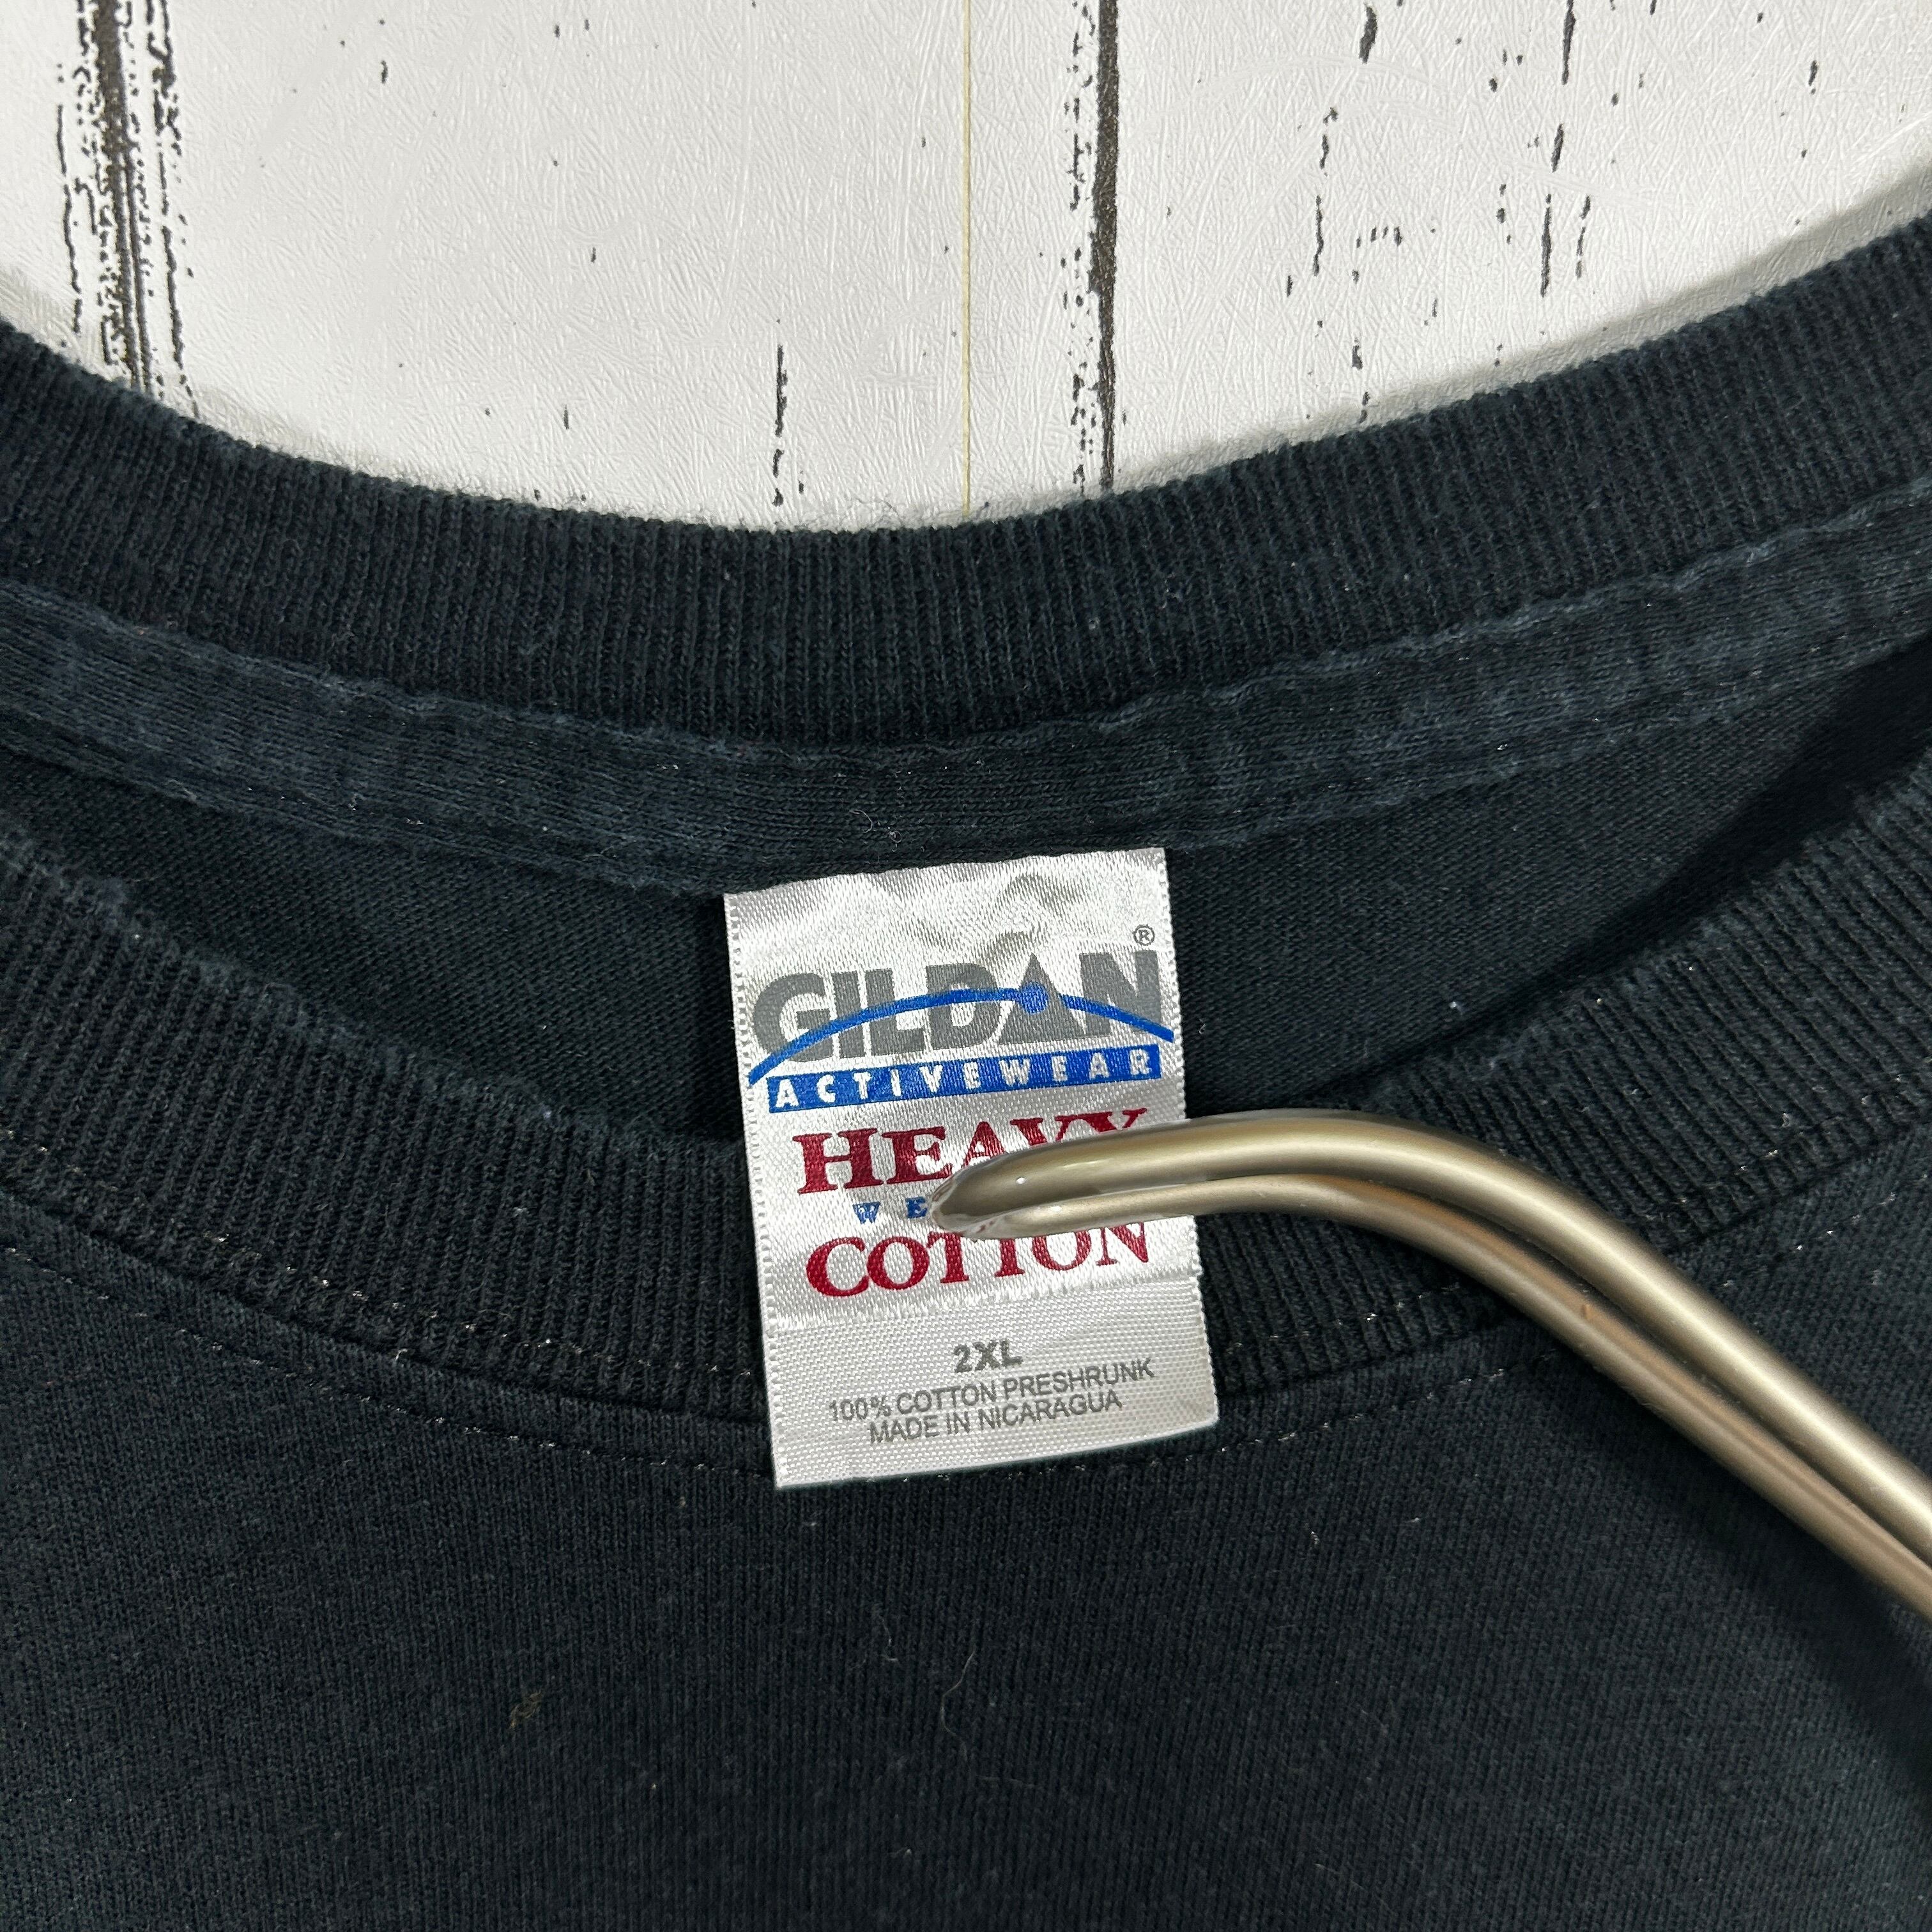 GILDAN®
ACTIVEWEAR
HEAVY
COTTON
2XL
100% COTTON PRESHRUNK
MADE IN NICARAGUA